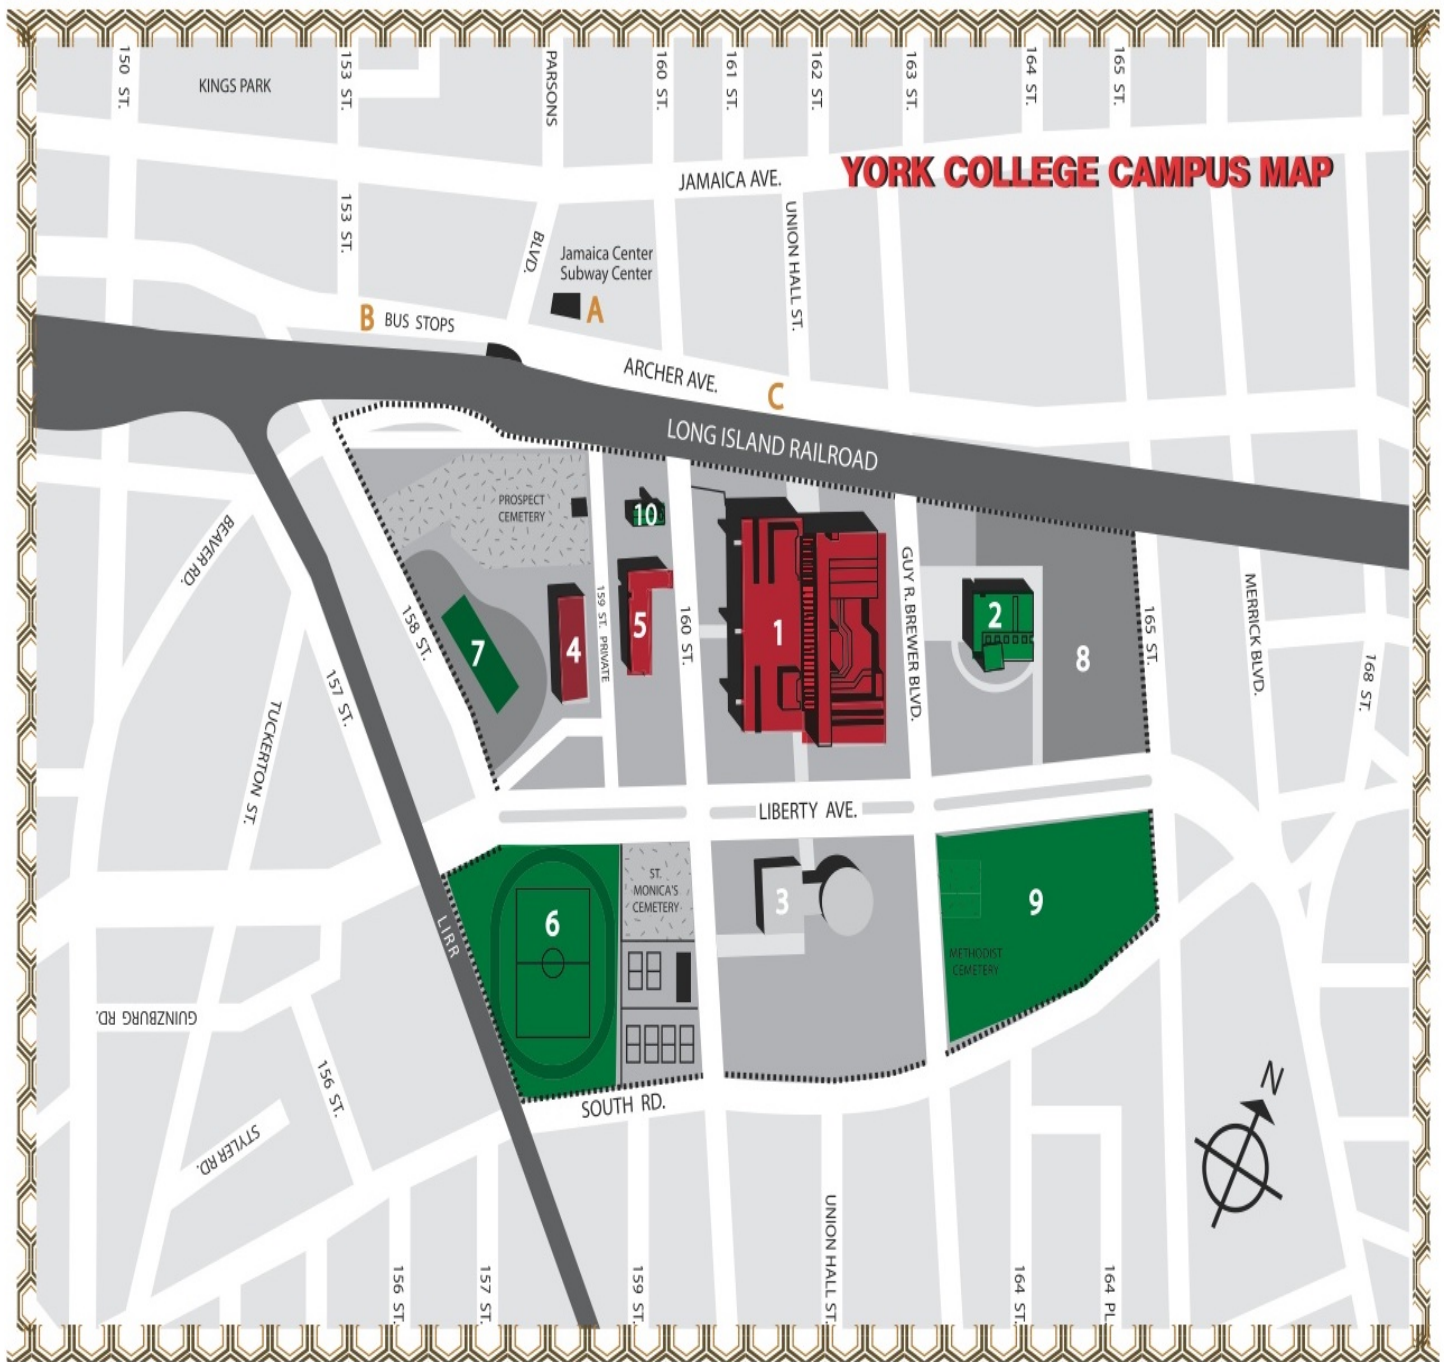 150 ST.
KINGS PARK
153 ST.
PARSONS
160 ST.
161 ST.
162 ST.
163 ST.
164 ST.
165 ST.
YORK COLLEGE CAMPUS MAP
JAMAICA AVE.
153 ST.
BLVD.
Jamaica Center
Subway Center
UNION HALL ST.
A
B BUS STOPS
ARCHER AVE.
C
LONG ISLAND RAILROAD
PROSPECT
CEMETERY
10
BEAVER RD.
158 ST.
7
4
159 ST. PRIVATE
5
160 ST.
1
GUY R. BREWER BLVD.
2
8
165 ST.
MERRICK BLVD.
168 ST.
157 ST.
TUCKERTON ST.
LIBERTY AVE.
ST.
MONICA'S
CEMETERY
6
3
9
LIRR
METHODIST
CEMETERY
GUINZBURG RD.
156 ST.
STYLER RD.
SOUTH RD.
N
156 ST.
157 ST.
159 ST.
UNION HALL ST.
164 ST.
164 PL.